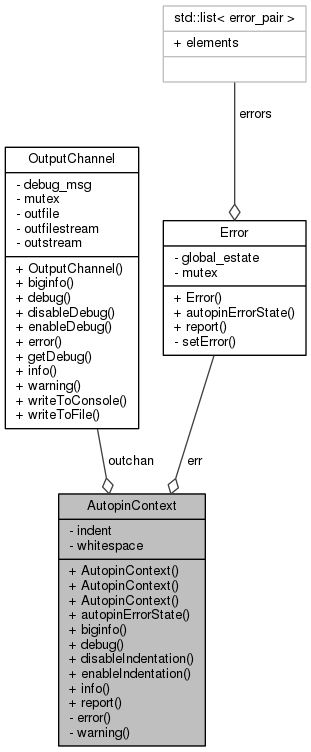 std::list< error_pair >
+ elements
errors
OutputChannel
- debug_msg
- mutex
- outfile
- outfilestream
- outstream
+ OutputChannel()
+ biginfo()
+ debug()
+ disableDebug()
+ enableDebug()
+ error()
+ getDebug()
+ info()
+ warning()
+ writeToConsole()
+ writeToFile()
Error
- global_estate
- mutex
+ Error()
+ autopinErrorState()
+ report()
- setError()
outchan
err
AutopinContext
- indent
- whitespace
+ AutopinContext()
+ AutopinContext()
+ AutopinContext()
+ autopinErrorState()
+ biginfo()
+ debug()
+ disableIndentation()
+ enableIndentation()
+ info()
+ report()
- error()
- warning()